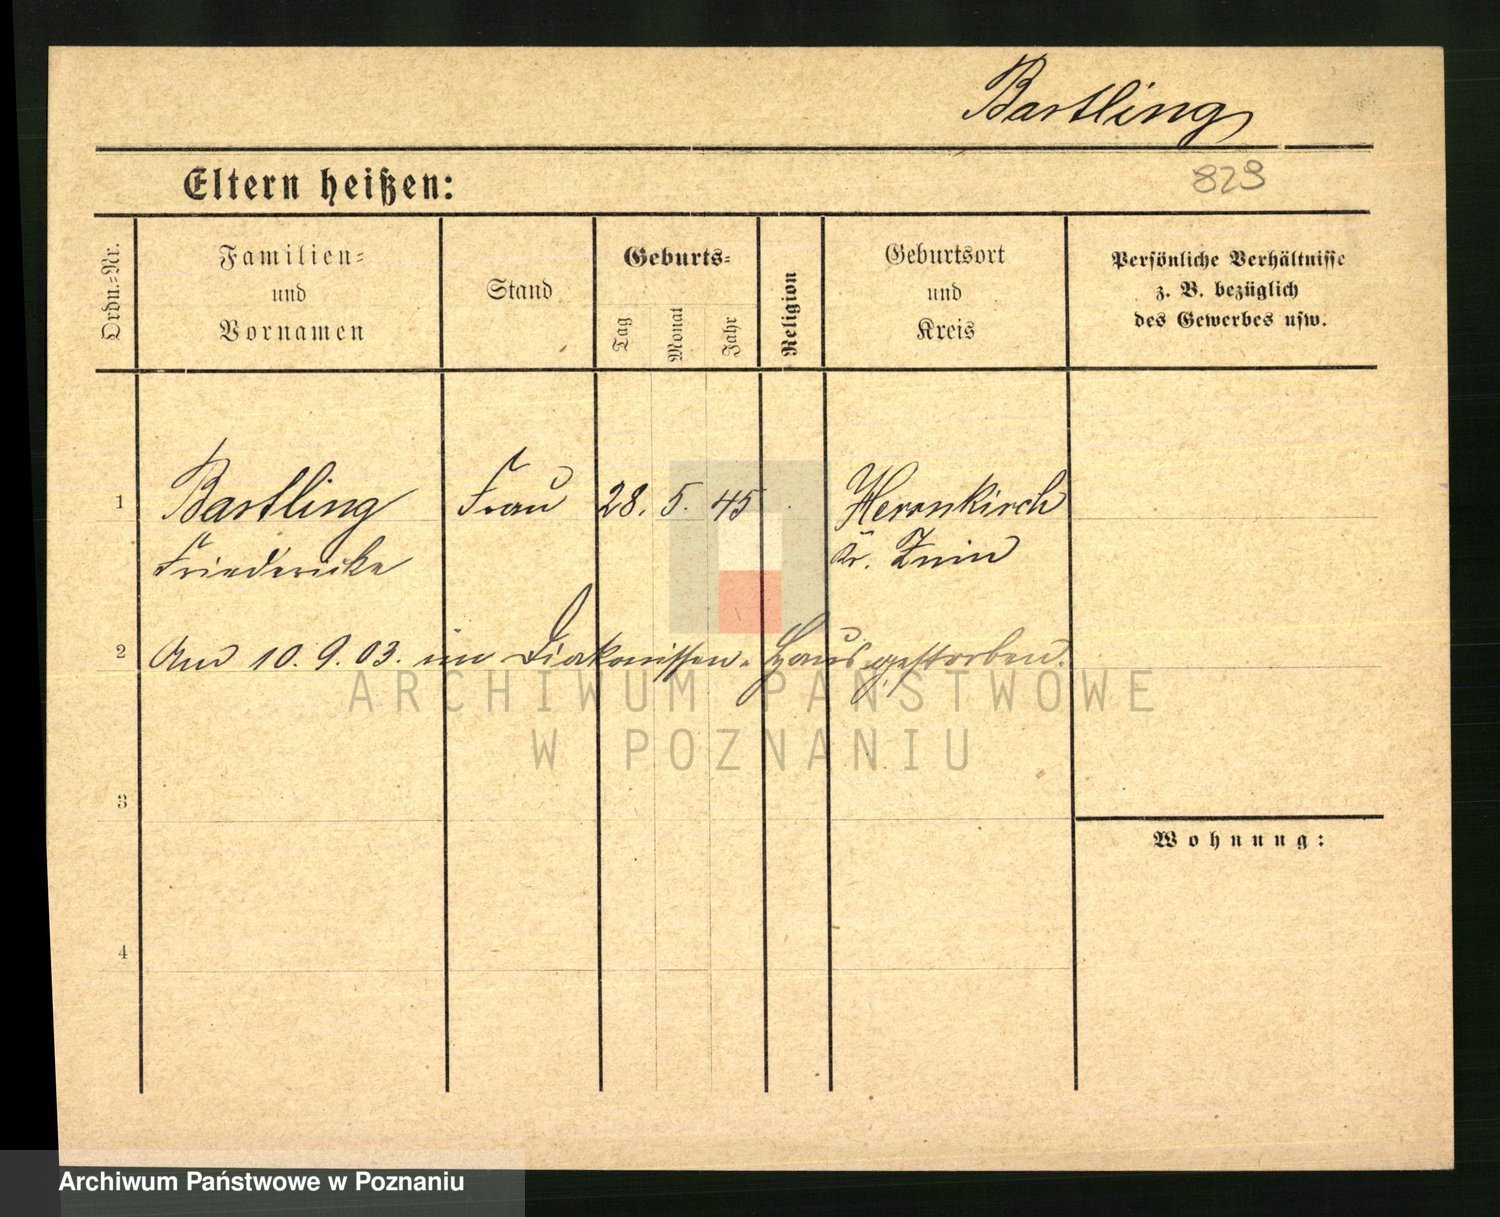 Bartling
829
Eltern heißen:
Ordn.-Nr.
Familien-
und
Vornamen
Stand
Geburts-
Tag
Monat
Jahr
Religion
Geburtsort
und
Kreis
Persönliche Verhältnisse
z. B. bezüglich
des Gewerbes usw.
1 Bartling Frau 28. 5. 45 Herrnkirch
Friedericke Kr. Znin
2 Am 10. 9. 03. im Diakonissen-Haus gestorben.
ARCHIWUM PAŃSTWOWE
W POZNANIU
3
Wohnung:
4
Archiwum Państwowe w Poznaniu